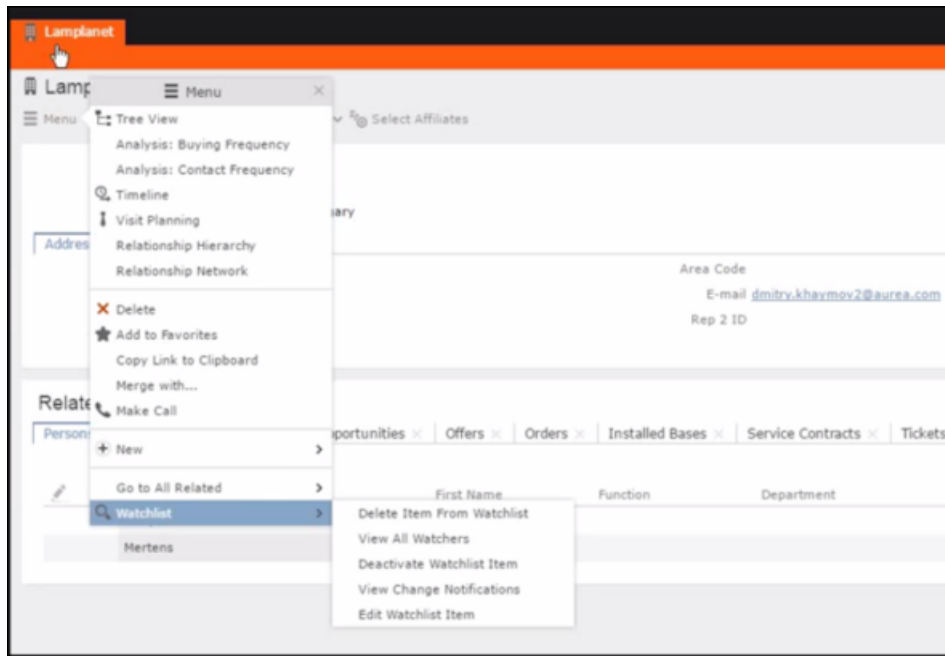 Lamplanet
Lamp
Menu
Select Affiliates
Menu
Tree View
Analysis: Buying Frequency
Analysis: Contact Frequency
Timeline
Visit Planning
Relationship Hierarchy
Relationship Network
Delete
Add to Favorites
Copy Link to Clipboard
Merge with...
Make Call
New
Go to All Related
Watchlist
Delete Item From Watchlist
View All Watchers
Deactivate Watchlist Item
View Change Notifications
Edit Watchlist Item
ary
Addres
Area Code
E-mail dmitry.khaymov2@aurea.com
Rep 2 ID
Relate
Person
portunities Offers Orders Installed Bases Service Contracts Tickets
First Name Function Department
Mertens